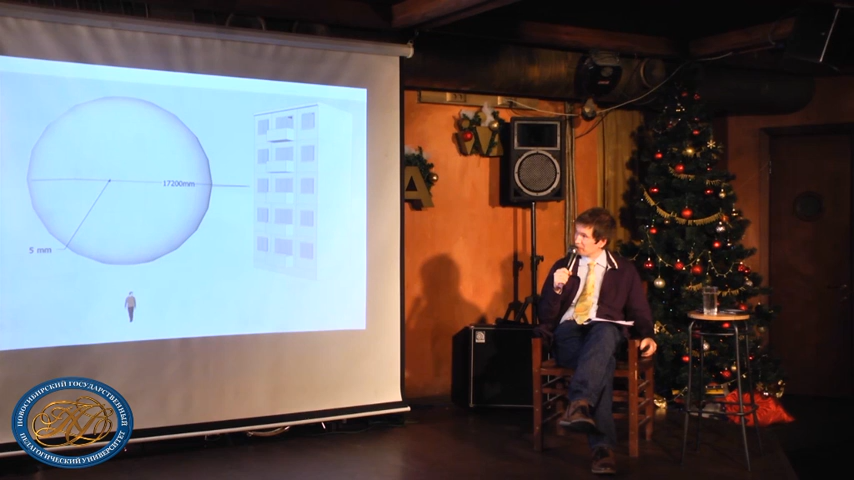 17200mm
5 mm
W
A
НОВОСИБИРСКИЙ ГОСУДАРСТВЕННЫЙ
ПЕДАГОГИЧЕСКИЙ УНИВЕРСИТЕТ